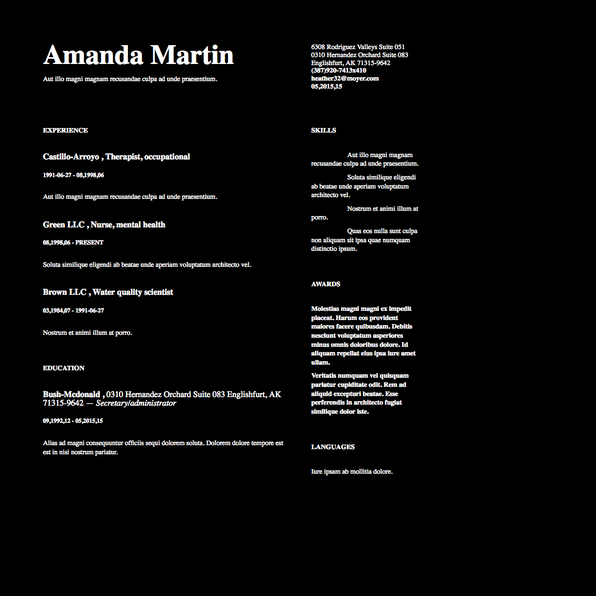 Amanda Martin
Aut illo magni magnam recusandae culpa ad unde praesentium.
6308 Rodriguez Valleys Suite 051
0310 Hernandez Orchard Suite 083
Englishfurt, AK 71315-9642
(387)920-7413x410
heather32@moyer.com
05,2015,15
EXPERIENCE
Castillo-Arroyo , Therapist, occupational
1991-06-27 - 08,1998,06
Aut illo magni magnam recusandae culpa ad unde praesentium.
Green LLC , Nurse, mental health
08,1998,06 - PRESENT
Soluta similique eligendi ab beatae unde aperiam voluptatum architecto vel.
Brown LLC , Water quality scientist
03,1984,07 - 1991-06-27
Nostrum et animi illum at porro.
EDUCATION
Bush-Mcdonald , 0310 Hernandez Orchard Suite 083 Englishfurt, AK
71315-9642 — Secretary/administrator
09,1992,12 - 05,2015,15
Alias ad magni consequuntur officiis sequi dolorem soluta. Dolorem dolore tempore est
est in nisi nostrum pariatur.
SKILLS
Aut illo magni magnam
recusandae culpa ad unde praesentium.
Soluta similique eligendi
ab beatae unde aperiam voluptatum
architecto vel.
Nostrum et animi illum at
porro.
Quas eos nulla sunt culpa
non aliquam sit ipsa quae numquam
distinctio ipsum.
AWARDS
Molestias magni magni ex impedit
placeat. Harum eos provident
maiores facere quibusdam. Debitis
nesciunt voluptatum asperiores
minus omnis doloribus dolore. Id
aliquam repellat eius ipsa iure amet
ullam.
Veritatis numquam vel quisquam
pariatur cupiditate odit. Rem ad
aliquid excepturi beatae. Esse
perferendis in architecto fugiat
similique dolor iste.
LANGUAGES
Iure ipsam ab mollitia dolore.